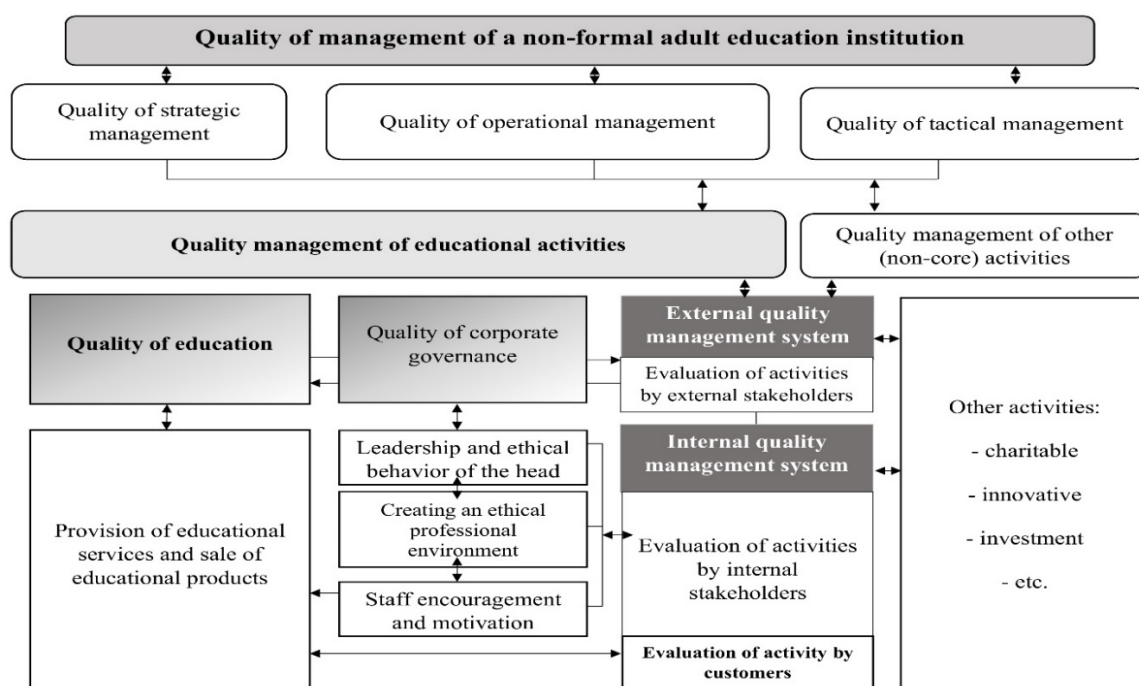 Quality of management of a non-formal adult education institution
Quality of strategic
management
Quality of operational management
Quality of tactical management
Quality management of educational activities
Quality management of other
(non-core) activities
Quality of education
Quality of corporate
governance
External quality
management system
Evaluation of activities
by external stakeholders
Leadership and ethical
behavior of the head
Creating an ethical
professional
environment
Staff encouragement
and motivation
Provision of educational
services and sale of
educational products
Internal quality
management system
Evaluation of activities
by internal
stakeholders
Evaluation of activity by
customers
Other activities:
- charitable
- innovative
- investment
- etc.